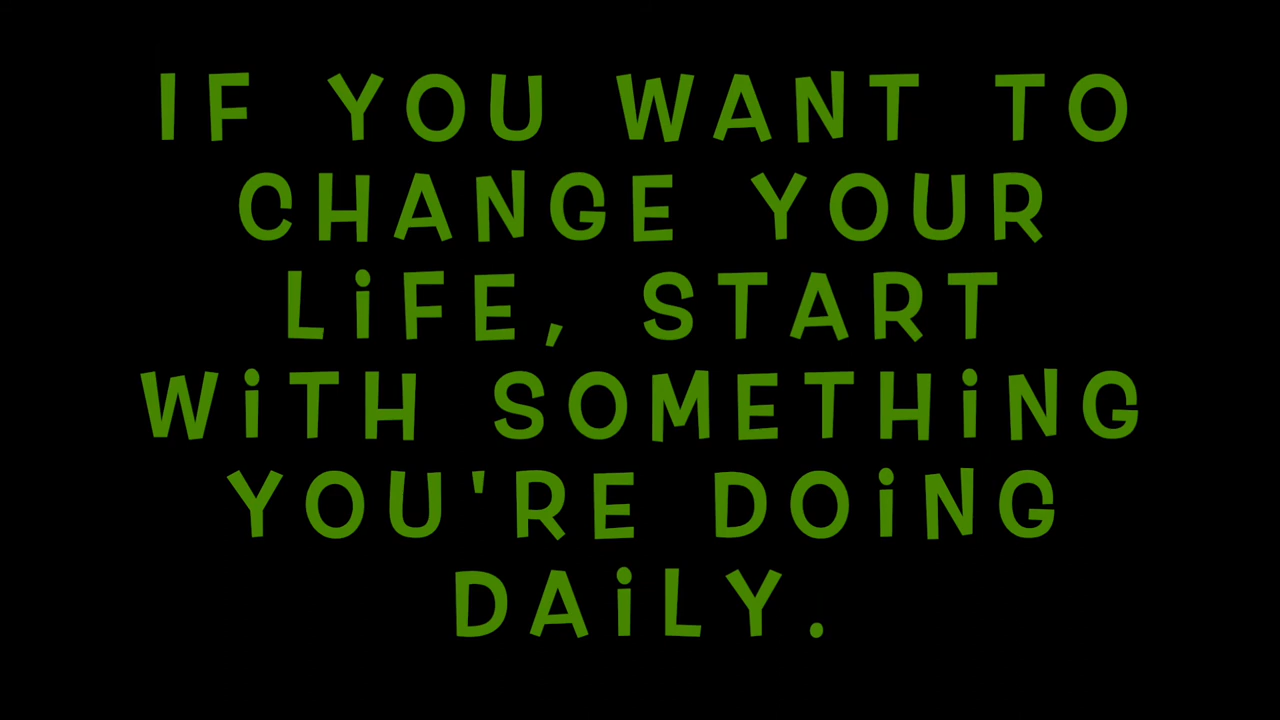 IF YOU WANT TO
CHANGE YOUR
LiFE, START
WiTH SOMETHiNG
YOU'RE DOiNG
DAiLY.